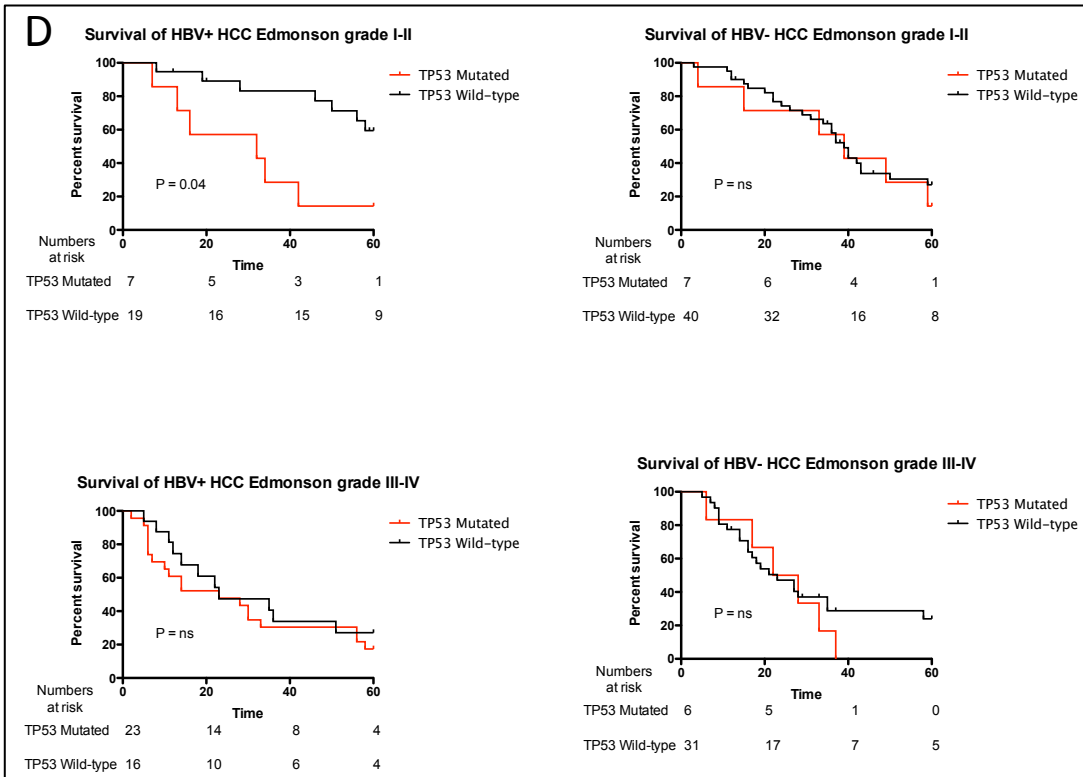 D
Survival of HBV+ HCC Edmonson grade I-II
100
80
60
40
20
0
Percent survival
TP53 Mutated
TP53 Wild-type
P = 0.04
0 20 40 60
Time
Numbers
at risk
TP53 Mutated 7 5 3 1
TP53 Wild-type 19 16 15 9
Survival of HBV- HCC Edmonson grade I-II
100
80
60
40
20
0
Percent survival
TP53 Mutated
TP53 Wild-type
P = ns
0 20 40 60
Time
Numbers
at risk
TP53 Mutated 7 6 4 1
TP53 Wild-type 40 32 16 8
Survival of HBV+ HCC Edmonson grade III-IV
100
80
60
40
20
0
Percent survival
TP53 Mutated
TP53 Wild-type
P = ns
0 20 40 60
Time
Numbers
at risk
TP53 Mutated 23 14 8 4
TP53 Wild-type 16 10 6 4
Survival of HBV- HCC Edmonson grade III-IV
100
80
60
40
20
0
Percent survival
TP53 Mutated
TP53 Wild-type
P = ns
0 20 40 60
Time
Numbers
at risk
TP53 Mutated 6 5 1 0
TP53 Wild-type 31 17 7 5